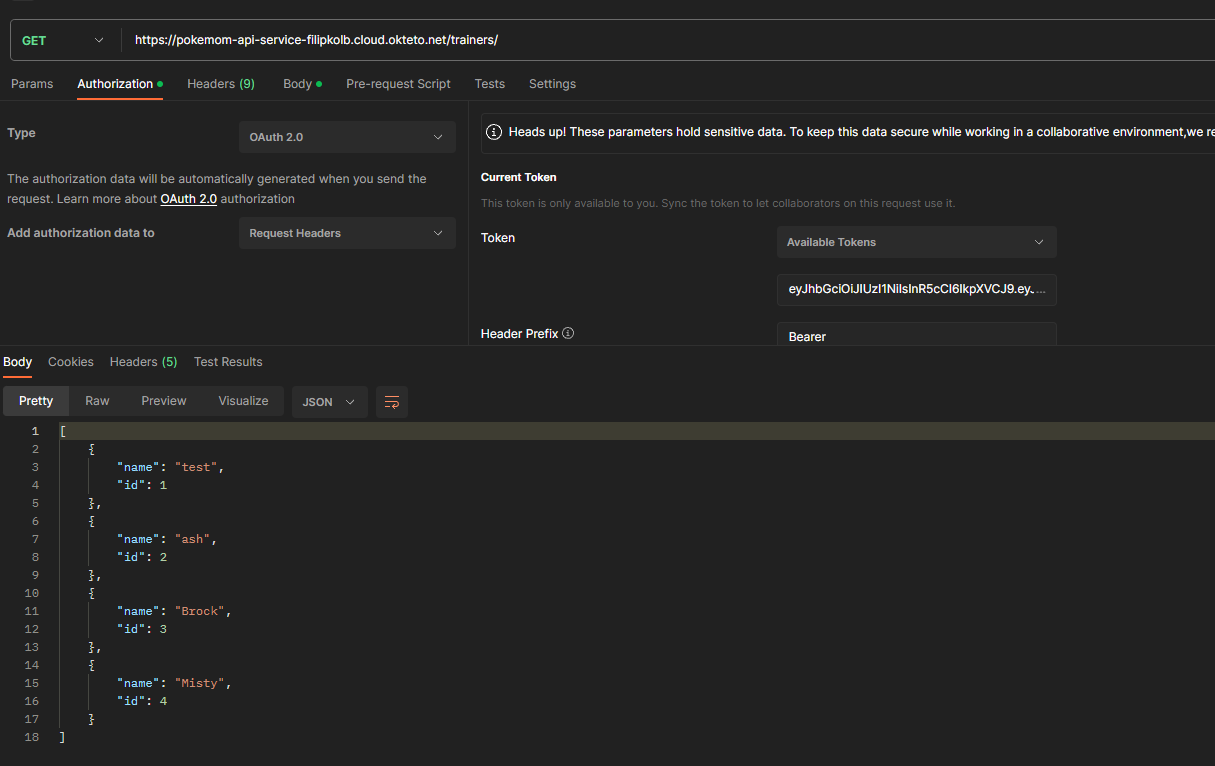 GET https://pokemom-api-service-filipkolb.cloud.okteto.net/trainers/
Params Authorization Headers (9) Body Pre-request Script Tests Settings
Type OAuth 2.0
The authorization data will be automatically generated when you send the
request. Learn more about OAuth 2.0 authorization
Add authorization data to Request Headers
Heads up! These parameters hold sensitive data. To keep this data secure while working in a collaborative environment,we re
Current Token
This token is only available to you. Sync the token to let collaborators on this request use it.
Token Available Tokens
eyJhbGciOiJIUzI1NiIsInR5cCI6IkpXVCJ9.eyJ...
Header Prefix Bearer
Body Cookies Headers (5) Test Results
Pretty Raw Preview Visualize JSON
1 [
2 {
3 "name": "test",
4 "id": 1
5 },
6 {
7 "name": "ash",
8 "id": 2
9 },
10 {
11 "name": "Brock",
12 "id": 3
13 },
14 {
15 "name": "Misty",
16 "id": 4
17 }
18 ]